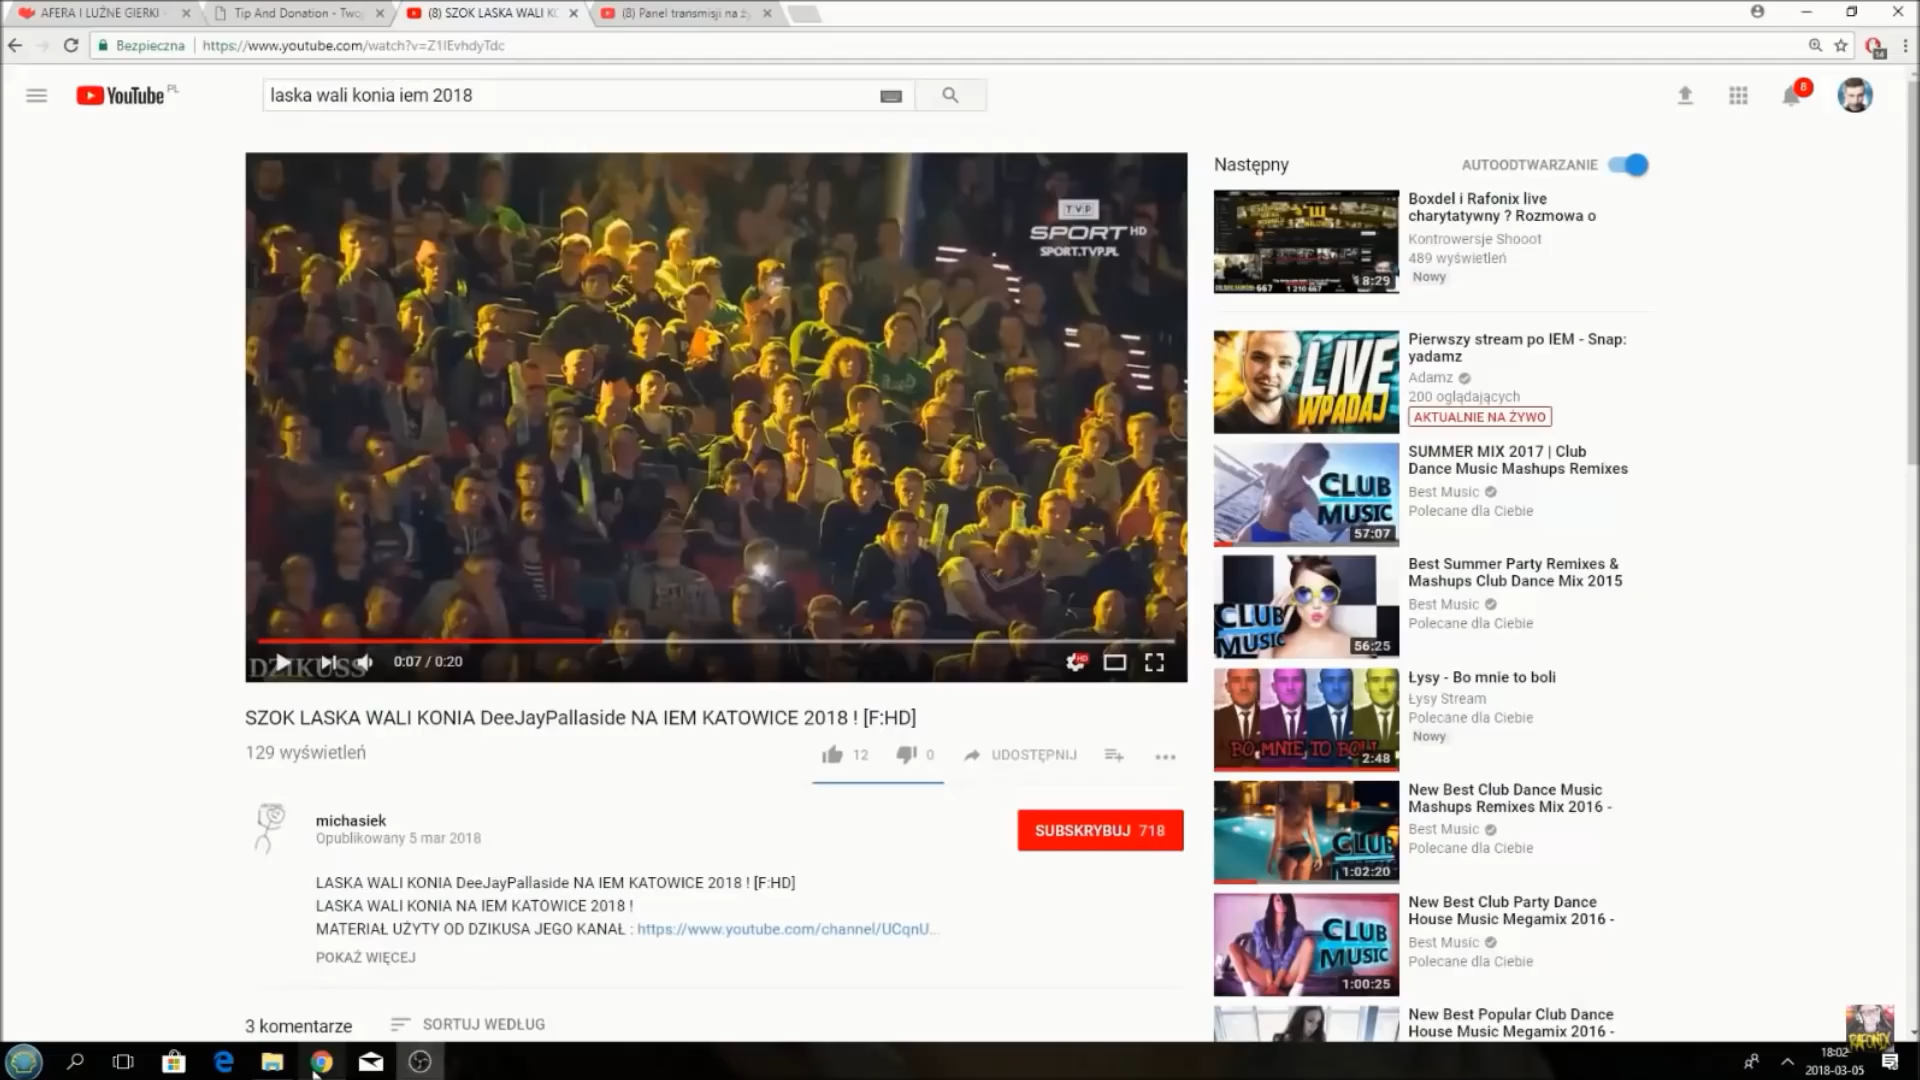 AFERA I LUŹNE GIERKI
Tip And Donation - Two
(8) SZOK LASKA WALI KO
(8) Panel transmisji na ż
Bezpieczna
https://www.youtube.com/watch?v=Z1lEvhdyTdc
14
YouTube PL
laska wali konia iem 2018
8
TVP
SPORT HD
SPORT.TVP.PL
DZIKUSS
0:07 / 0:20
HD
SZOK LASKA WALI KONIA DeeJayPallaside NA IEM KATOWICE 2018 ! [F:HD]
129 wyświetleń
12
0
UDOSTĘPNIJ
michasiek
Opublikowany 5 mar 2018
SUBSKRYBUJ 718
LASKA WALI KONIA DeeJayPallaside NA IEM KATOWICE 2018 ! [F:HD]
LASKA WALI KONIA NA IEM KATOWICE 2018 !
MATERIAŁ UŻYTY OD DZIKUSA JEGO KANAŁ : https://www.youtube.com/channel/UCqnU...
POKAŻ WIĘCEJ
3 komentarze
SORTUJ WEDŁUG
Następny
AUTOODTWARZANIE
18:29
Boxdel i Rafonix live
charytatywny ? Rozmowa o
Kontrowersje Shooot
489 wyświetleń
Nowy
LIVE
WPADAJ
Pierwszy stream po IEM - Snap:
yadamz
Adamz
200 oglądających
AKTUALNIE NA ŻYWO
CLUB
MUSIC
57:07
SUMMER MIX 2017 | Club
Dance Music Mashups Remixes
Best Music
Polecane dla Ciebie
CLUB
MUSIC
56:25
Best Summer Party Remixes &
Mashups Club Dance Mix 2015
Best Music
Polecane dla Ciebie
BO MNIE TO BOLI
2:48
Łysy - Bo mnie to boli
Łysy Stream
Polecane dla Ciebie
Nowy
CLUB
1:02:20
New Best Club Dance Music
Mashups Remixes Mix 2016 -
Best Music
Polecane dla Ciebie
CLUB
MUSIC
1:00:25
New Best Club Party Dance
House Music Megamix 2016 -
Best Music
Polecane dla Ciebie
New Best Popular Club Dance
House Music Megamix 2016 -
RAFONIX
18:02
2018-03-05